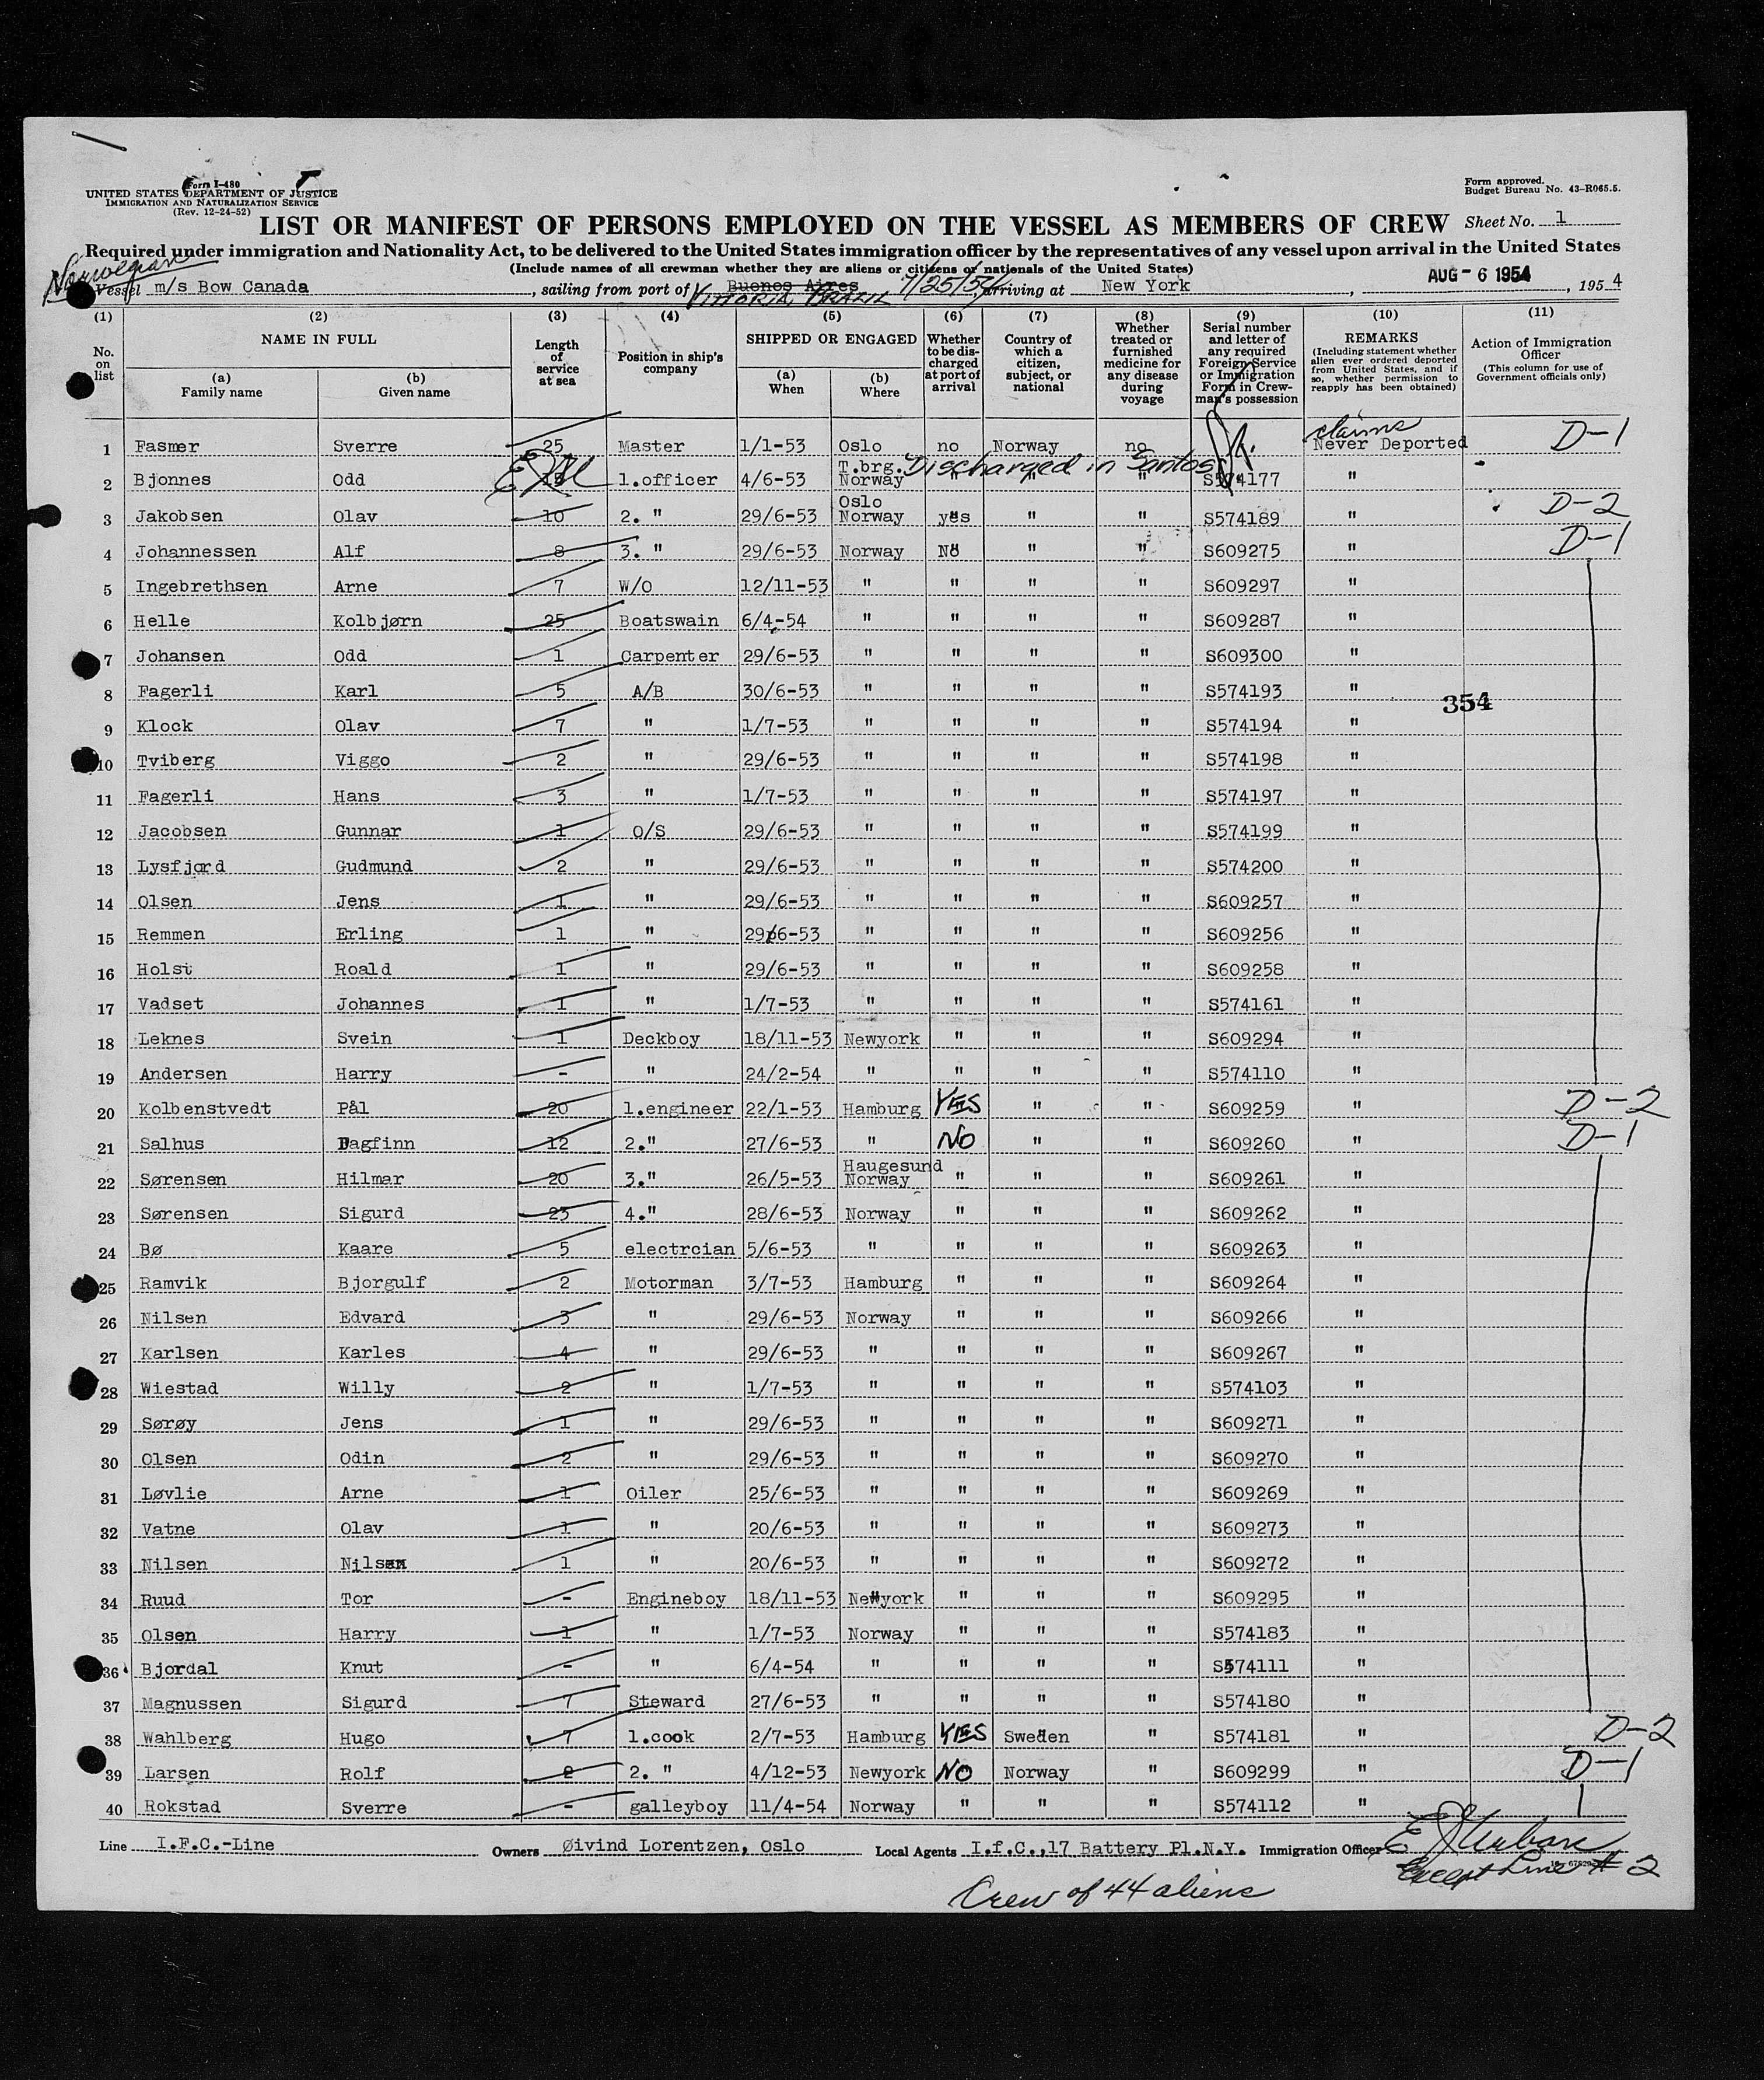 Form I-480
UNITED STATES DEPARTMENT OF JUSTICE
IMMIGRATION AND NATURALIZATION SERVICE
(Rev. 12-24-52)
Form approved.
Budget Bureau No. 43-R065.5.
LIST OR MANIFEST OF PERSONS EMPLOYED ON THE VESSEL AS MEMBERS OF CREW Sheet No. 1
Required under immigration and Nationality Act, to be delivered to the United States immigration officer by the representatives of any vessel upon arrival in the United States
(Include names of all crewman whether they are aliens or citizens or nationals of the United States)
Norwegian
Vessel m/s Bow Canada, sailing from port of Buenos Aires 7/25/54, arriving at New York, AUG - 6 1954, 1954
VITTORIA, BRAZIL
(1) (2) (3) (4) (5) (6) (7) (8) (9) (10) (11)
No. on list
NAME IN FULL
(a) Family name
(b) Given name
Length of service at sea
Position in ship's company
SHIPPED OR ENGAGED
(a) When
(b) Where
Whether to be discharged at port of arrival
Country of which a citizen, subject, or national
Whether treated or furnished medicine for any disease during voyage
Serial number and letter of any required Foreign Service or Immigration Form in Crewman's possession
REMARKS
(Including statement whether alien ever ordered deported from United States, and if so, whether permission to reapply has been obtained)
Action of Immigration Officer
(This column for use of Government officials only)
claims
1 Fasmer Sverre 25 Master 1/1-53 Oslo no Norway no Never Deported D-1
2 Bjonnes Odd 1.officer 4/6-53 T.brg. Norway Discharged in Santos " " " S574177 "
3 Jakobsen Olav 10 2. " 29/6-53 Oslo Norway yes " " S574189 " D-2
4 Johannessen Alf 8 3. " 29/6-53 Norway No " " S609275 " D-1
5 Ingebrethsen Arne 7 W/O 12/11-53 " " " " S609297 "
6 Helle Kolbjørn 25 Boatswain 6/4-54 " " " " S609287 "
7 Johansen Odd 1 Carpenter 29/6-53 " " " " S609300 "
8 Fagerli Karl 5 A/B 30/6-53 " " " " S574193 "
354
9 Klock Olav 7 " 1/7-53 " " " " S574194 "
10 Tviberg Viggo 2 " 29/6-53 " " " " S574198 "
11 Fagerli Hans 3 " 1/7-53 " " " " S574197 "
12 Jacobsen Gunnar 1 O/S 29/6-53 " " " " S574199 "
13 Lysfjord Gudmund 2 " 29/6-53 " " " " S574200 "
14 Olsen Jens 1 " 29/6-53 " " " " S609257 "
15 Remmen Erling 1 " 29/6-53 " " " " S609256 "
16 Holst Roald 1 " 29/6-53 " " " " S609258 "
17 Vadset Johannes 1 " 1/7-53 " " " " S574161 "
18 Leknes Svein 1 Deckboy 18/11-53 Newyork " " " S609294 "
19 Andersen Harry - " 24/2-54 " " " " S574110 "
20 Kolbenstvedt Pål 20 1.engineer 22/1-53 Hamburg YES " " S609259 " D-2
21 Salhus Dagfinn 12 2." 27/6-53 " NO " " S609260 " D-1
22 Sørensen Hilmar 20 3." 26/5-53 Haugesund Norway " " " S609261 "
23 Sørensen Sigurd 23 4." 28/6-53 Norway " " " S609262 "
24 Bø Kaare 5 electrcian 5/6-53 " " " " S609263 "
25 Ramvik Bjorgulf 2 Motorman 3/7-53 Hamburg " " " S609264 "
26 Nilsen Edvard 3 " 29/6-53 Norway " " " S609266 "
27 Karlsen Karles 4 " 29/6-53 " " " " S609267 "
28 Wiestad Willy 2 " 1/7-53 " " " " S574103 "
29 Sørøy Jens 1 " 29/6-53 " " " " S609271 "
30 Olsen Odin 2 " 29/6-53 " " " " S609270 "
31 Løvlie Arne 1 Oiler 25/6-53 " " " " S609269 "
32 Vatne Olav 1 " 20/6-53 " " " " S609273 "
33 Nilsen Nilsen 1 " 20/6-53 " " " " S609272 "
34 Ruud Tor - Engineboy 18/11-53 Newyork " " " S609295 "
35 Olsen Harry 1 " 1/7-53 Norway " " " S574183 "
36 Bjordal Knut - " 6/4-54 " " " " S574111 "
37 Magnussen Sigurd 7 Steward 27/6-53 " " " " S574180 "
38 Wahlberg Hugo 7 1.cook 2/7-53 Hamburg YES Sweden " S574181 " D-2
39 Larsen Rolf 2 2. " 4/12-53 Newyork NO Norway " S609299 " D-1
40 Rokstad Sverre - galleyboy 11/4-54 Norway " " " S574112 "
Line I.F.C.-Line Owners Øivind Lorentzen, Oslo Local Agents I.f.C.,17 Battery Pl.N.Y. Immigration Officer
Except Line # 2
Crew of 44 aliens